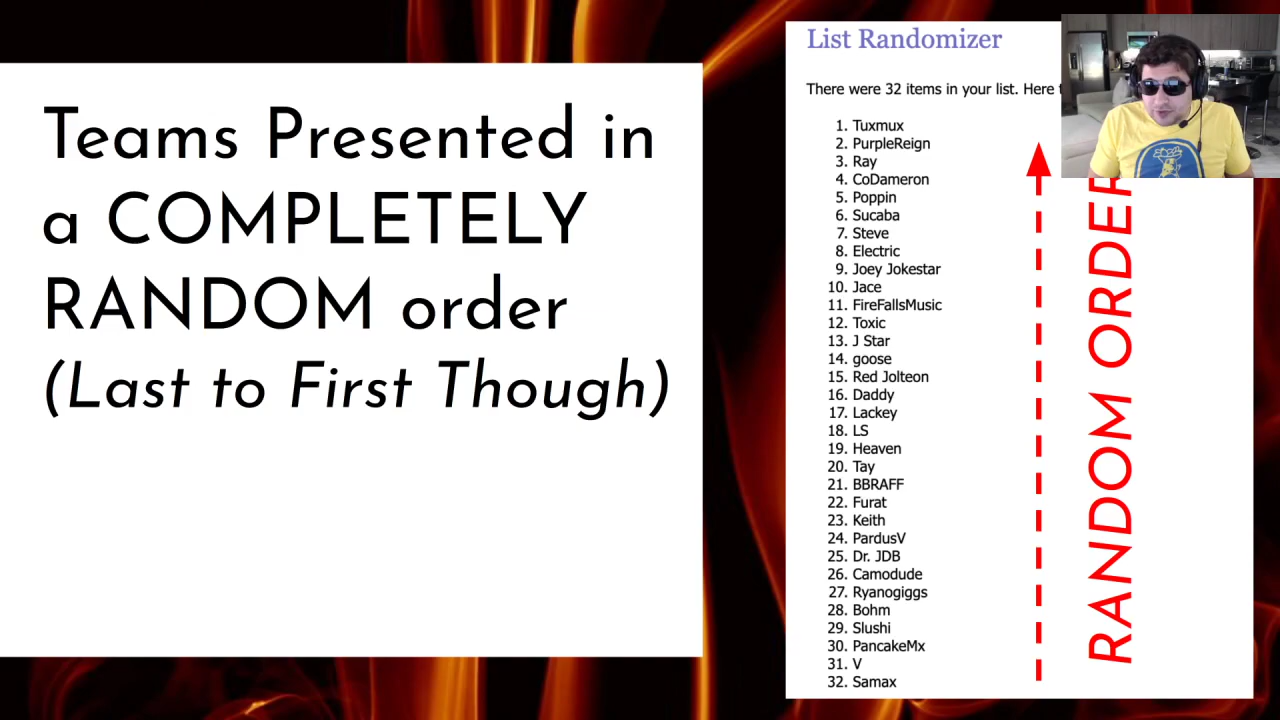 Teams Presented in
a COMPLETELY
RANDOM order
(Last to First Though)
List Randomizer
There were 32 items in your list. Here
1. Tuxmux
2. PurpleReign
3. Ray
4. CoDameron
5. Poppin
6. Sucaba
7. Steve
8. Electric
9. Joey Jokestar
10. Jace
11. FireFallsMusic
12. Toxic
13. J Star
14. goose
15. Red Jolteon
16. Daddy
17. Lackey
18. LS
19. Heaven
20. Tay
21. BBRAFF
22. Furat
23. Keith
24. PardusV
25. Dr. JDB
26. Camodude
27. Ryanogiggs
28. Bohm
29. Slushi
30. PancakeMx
31. V
32. Samax
RANDOM ORDER